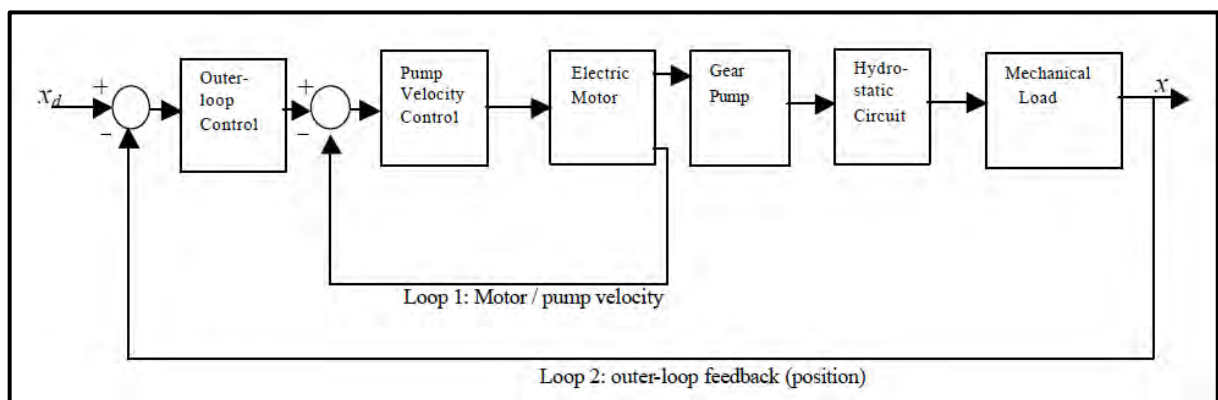 x_d
+
−
Outer-
loop
Control
+
−
Pump
Velocity
Control
Electric
Motor
Gear
Pump
Hydro-
static
Circuit
Mechanical
Load
x
Loop 1: Motor / pump velocity
Loop 2: outer-loop feedback (position)